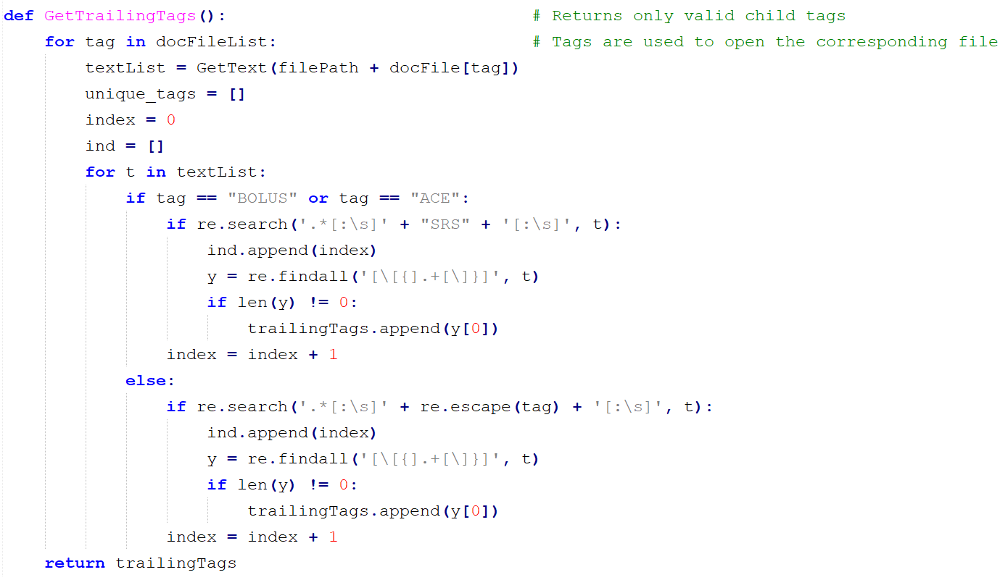 def GetTrailingTags():                              # Returns only valid child tags
    for tag in docFileList:                         # Tags are used to open the corresponding file
        textList = GetText(filePath + docFile[tag])
        unique_tags = []
        index = 0
        ind = []
        for t in textList:
            if tag == "BOLUS" or tag == "ACE":
                if re.search('.*[:\s]' + "SRS" + '[:\s]', t):
                    ind.append(index)
                    y = re.findall('[\[{].+[\]}]', t)
                    if len(y) != 0:
                        trailingTags.append(y[0])
                index = index + 1
            else:
                if re.search('.*[:\s]' + re.escape(tag) + '[:\s]', t):
                    ind.append(index)
                    y = re.findall('[\[{].+[\]}]', t)
                    if len(y) != 0:
                        trailingTags.append(y[0])
                index = index + 1
    return trailingTags